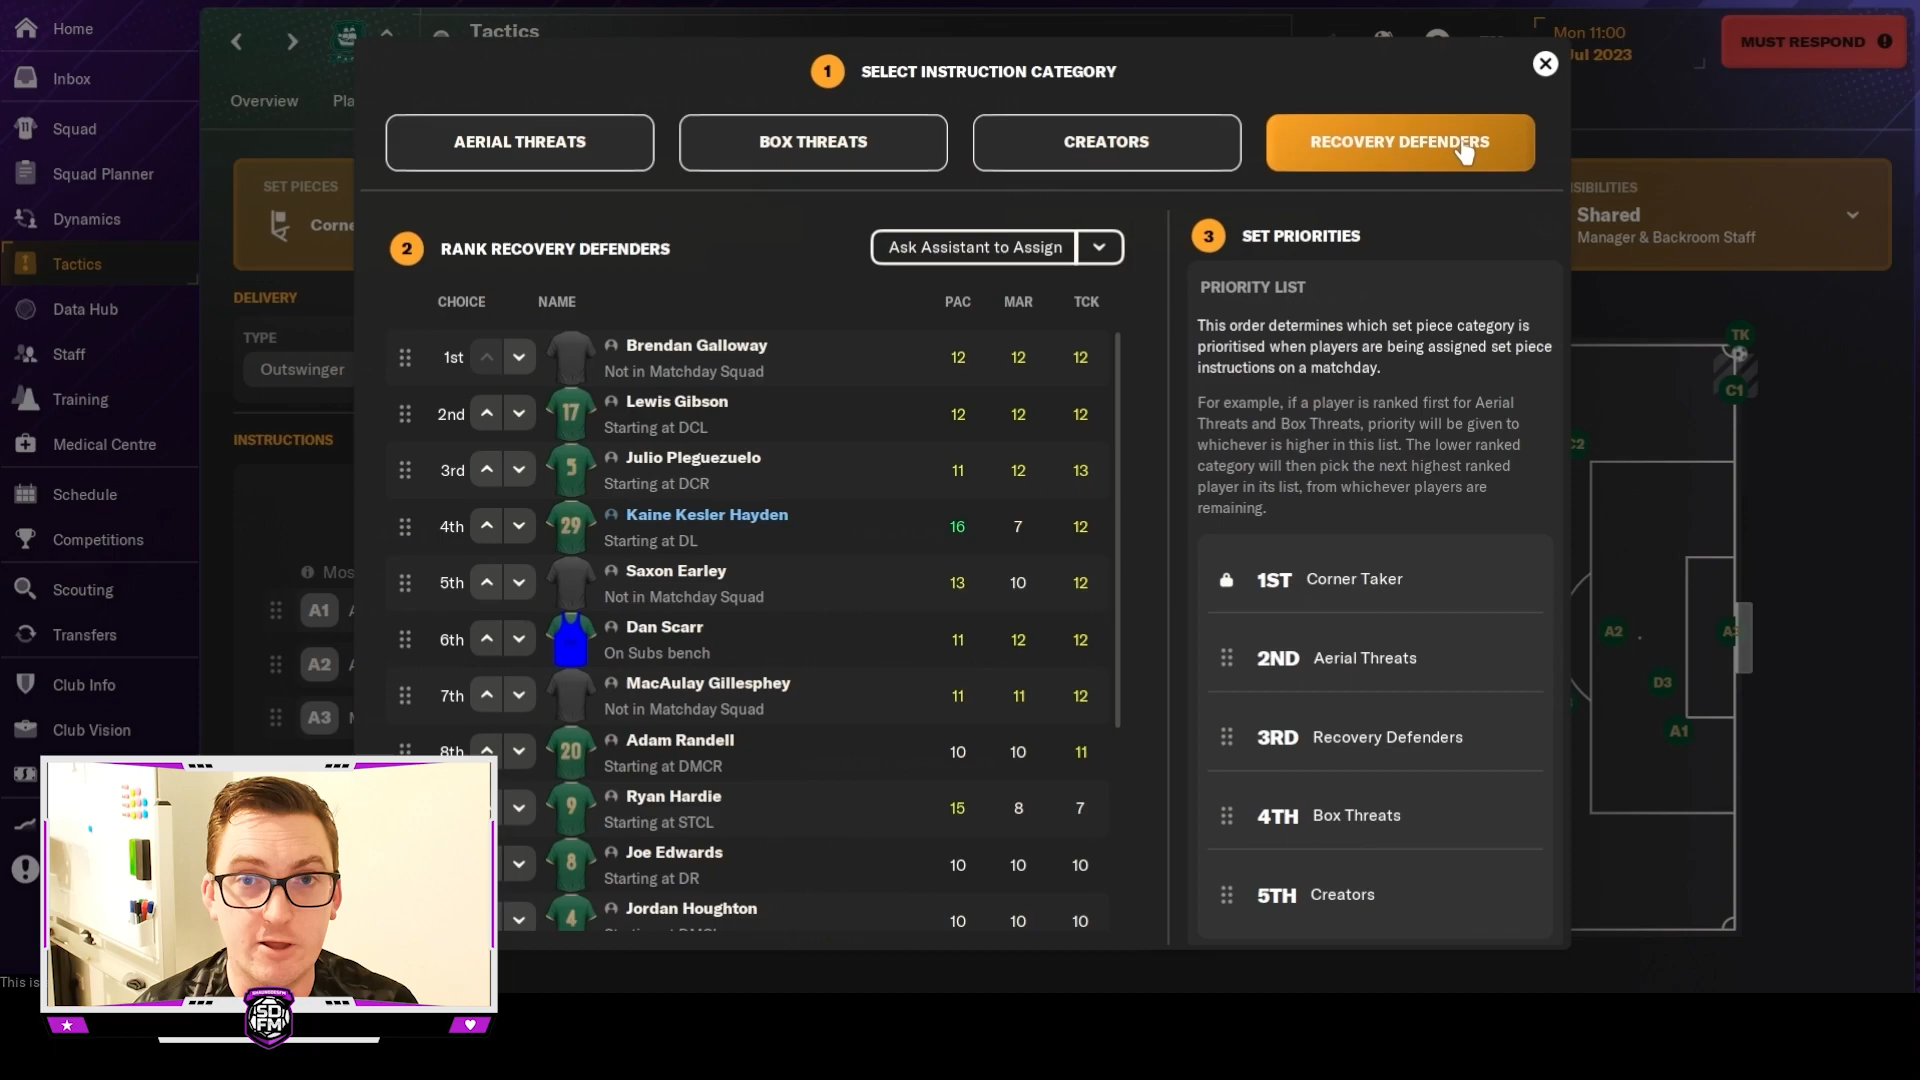 Home
Inbox
Squad
Squad Planner
Dynamics
Tactics
Data Hub
Staff
Training
Medical Centre
Schedule
Competitions
Scouting
Transfers
Club Info
Club Vision
Tactics
Mon 11:00
Jul 2023
MUST RESPOND
Overview
SET PIECES
DELIVERY
TYPE
Outswinger
INSTRUCTIONS
A1
A2
A3
This is
1 SELECT INSTRUCTION CATEGORY
AERIAL THREATS
BOX THREATS
CREATORS
RECOVERY DEFENDERS
2 RANK RECOVERY DEFENDERS
Ask Assistant to Assign
CHOICE NAME PAC MAR TCK
1st Brendan Galloway 12 12 12
Not in Matchday Squad
2nd 17 Lewis Gibson 12 12 12
Starting at DCL
3rd 5 Julio Pleguezuelo 11 12 13
Starting at DCR
4th 29 Kaine Kesler Hayden 16 7 12
Starting at DL
5th Saxon Earley 13 10 12
Not in Matchday Squad
6th Dan Scarr 11 12 12
On Subs bench
7th MacAulay Gillesphey 11 11 12
Not in Matchday Squad
8th 20 Adam Randell 10 10 11
Starting at DMCR
9 Ryan Hardie 15 8 7
Starting at STCL
8 Joe Edwards 10 10 10
Starting at DR
4 Jordan Houghton 10 10 10
3 SET PRIORITIES
PRIORITY LIST
This order determines which set piece category is
prioritised when players are being assigned set piece
instructions on a matchday.
For example, if a player is ranked first for Aerial
Threats and Box Threats, priority will be given to
whichever is higher in this list. The lower ranked
category will then pick the next highest ranked
player in its list, from whichever players are
remaining.
1ST Corner Taker
2ND Aerial Threats
3RD Recovery Defenders
4TH Box Threats
5TH Creators
Shared
Manager & Backroom Staff
TK
C1
C2
A2
D3
A1
SD
FM